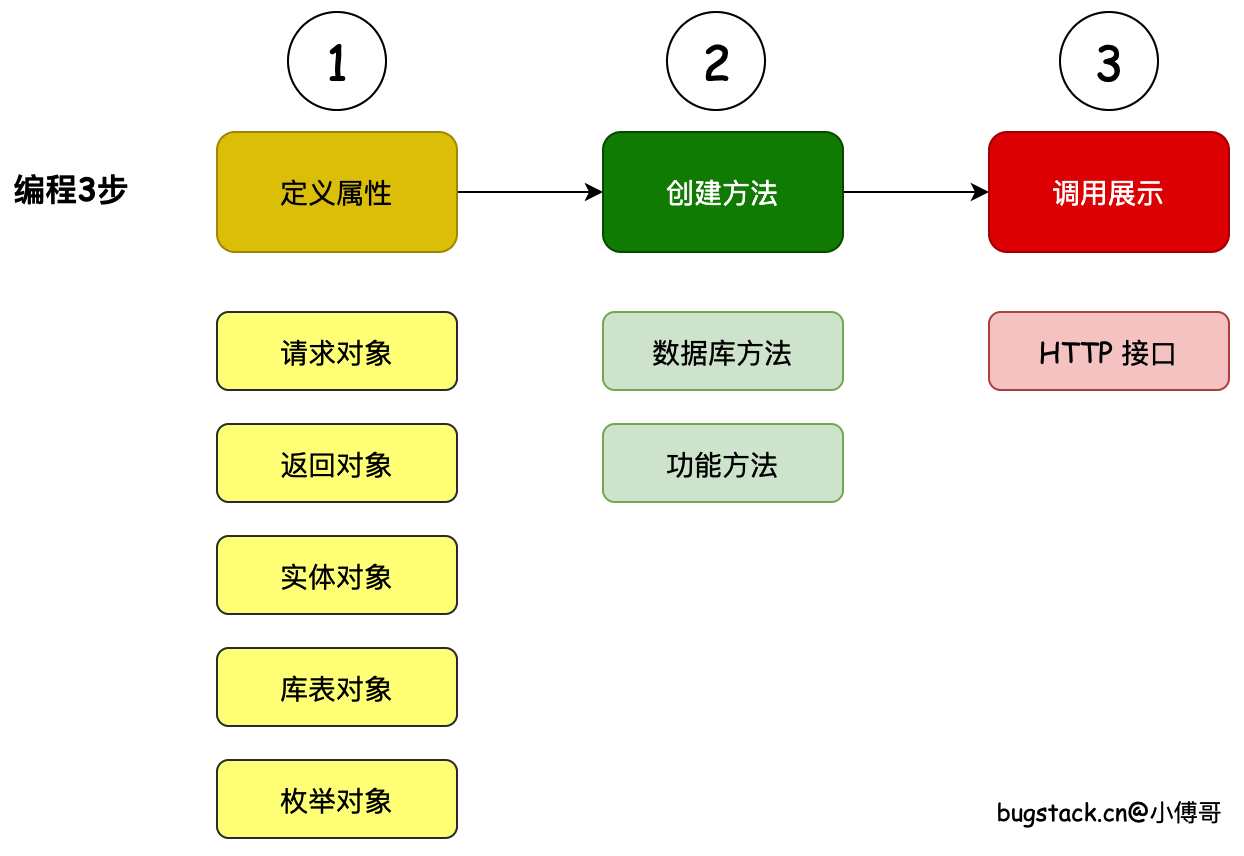 1
2
3
编程3步
定义属性
创建方法
调用展示
请求对象
数据库方法
HTTP 接口
返回对象
功能方法
实体对象
库表对象
枚举对象
bugstack.cn@小傅哥